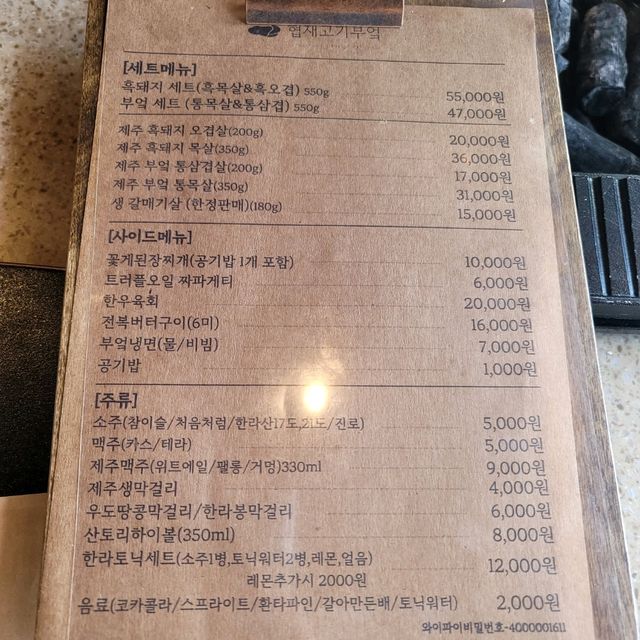 협재고기부엌
[세트메뉴]
흑돼지 세트(흑목살&흑오겹) 550g 55,000원
부엌 세트 (통목살&통삼겹) 550g 47,000원
제주 흑돼지 오겹살(200g) 20,000원
제주 흑돼지 목살(350g) 36,000원
제주 부엌 통삼겹살(200g) 17,000원
제주 부엌 통목살(350g) 31,000원
생 갈매기살 (한정판매)(180g) 15,000원
[사이드메뉴]
꽃게된장찌개(공기밥 1개 포함) 10,000원
트러플오일 짜파게티 6,000원
한우육회 20,000원
전복버터구이(6미) 16,000원
부엌냉면(물/비빔) 7,000원
공기밥 1,000원
[주류]
소주(참이슬/처음처럼/한라산17도,21도/진로) 5,000원
맥주(카스/테라) 5,000원
제주맥주(위트에일/펠롱/거멍)330ml 9,000원
제주생막걸리 4,000원
우도땅콩막걸리/한라봉막걸리 6,000원
산토리하이볼(350ml) 8,000원
한라토닉세트(소주1병,토닉워터2병,레몬,얼음) 12,000원
레몬추가시 2000원
음료(코카콜라/스프라이트/환타파인/갈아만든배/토닉워터) 2,000원
와이파이비밀번호-4000001611